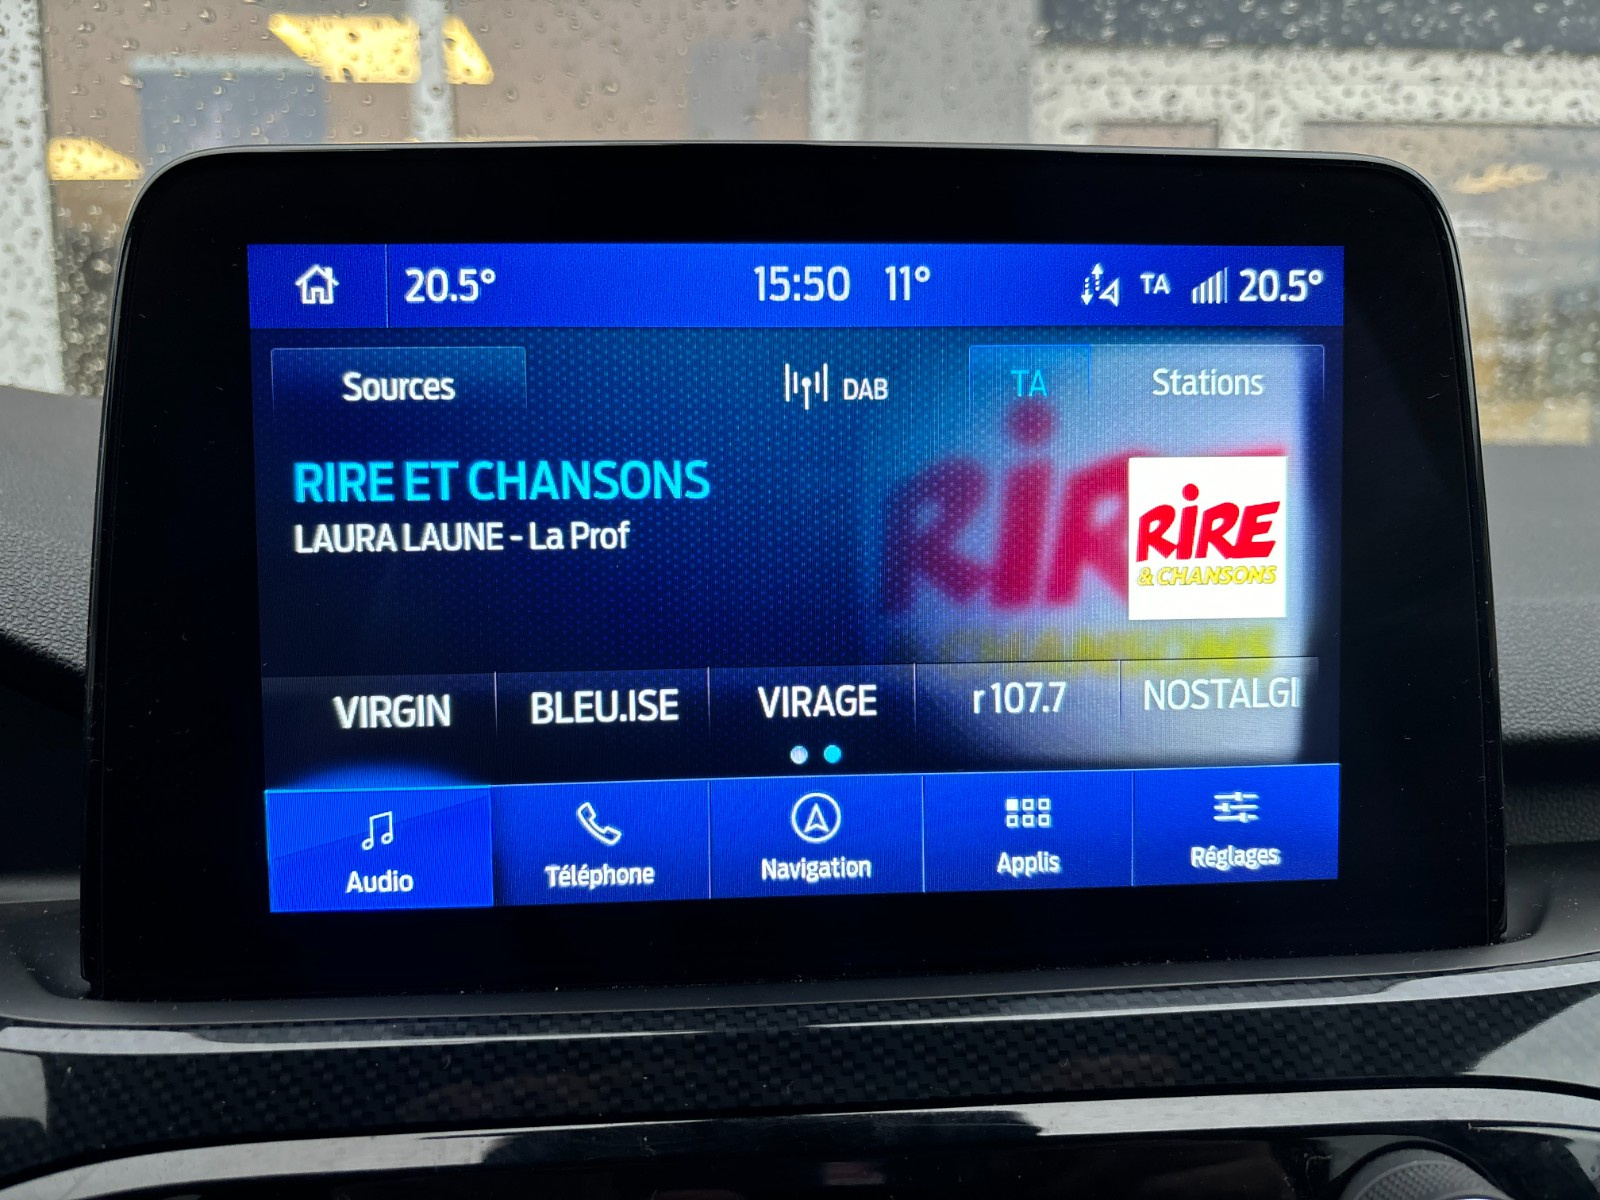 20.5° 15:50 11° TA 20.5°
Sources DAB TA Stations
RIRE ET CHANSONS
LAURA LAUNE - La Prof
RiRE
& CHANSONS
VIRGIN BLEU.ISE VIRAGE r 107.7 NOSTALGI
Audio Téléphone Navigation Applis Réglages